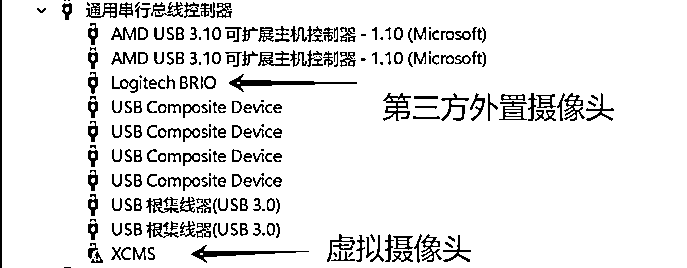 通用串行总线控制器
AMD USB 3.10 可扩展主机控制器 - 1.10 (Microsoft)
AMD USB 3.10 可扩展主机控制器 - 1.10 (Microsoft)
Logitech BRIO
第三方外置摄像头
USB Composite Device
USB Composite Device
USB Composite Device
USB Composite Device
USB 根集线器(USB 3.0)
USB 根集线器(USB 3.0)
XCMS
虚拟摄像头